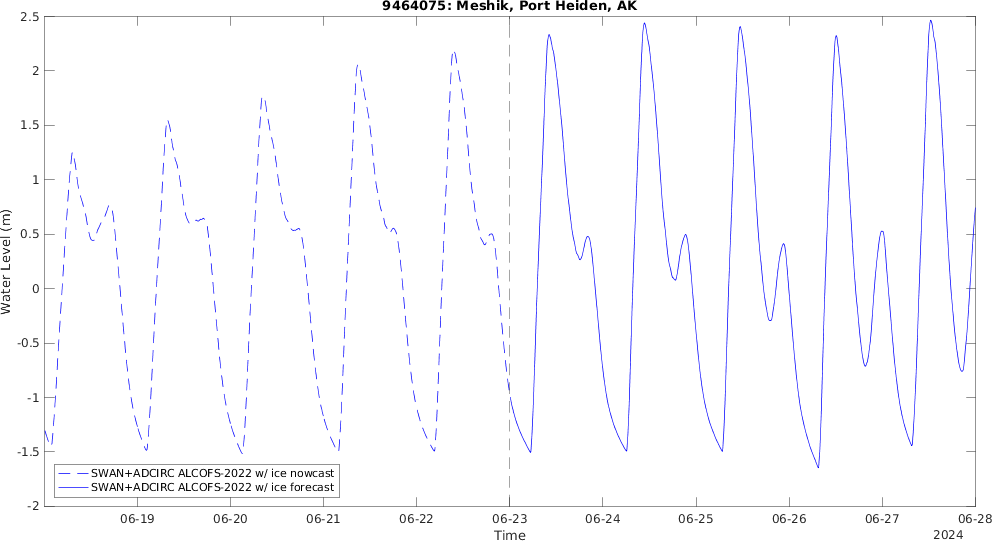 9464075: Meshik, Port Heiden, AK
2.5
2
1.5
1
0.5
0
-0.5
-1
-1.5
-2
Water Level (m)
SWAN+ADCIRC ALCOFS-2022 w/ ice nowcast
SWAN+ADCIRC ALCOFS-2022 w/ ice forecast
06-19 06-20 06-21 06-22 06-23 06-24 06-25 06-26 06-27 06-28
Time
2024